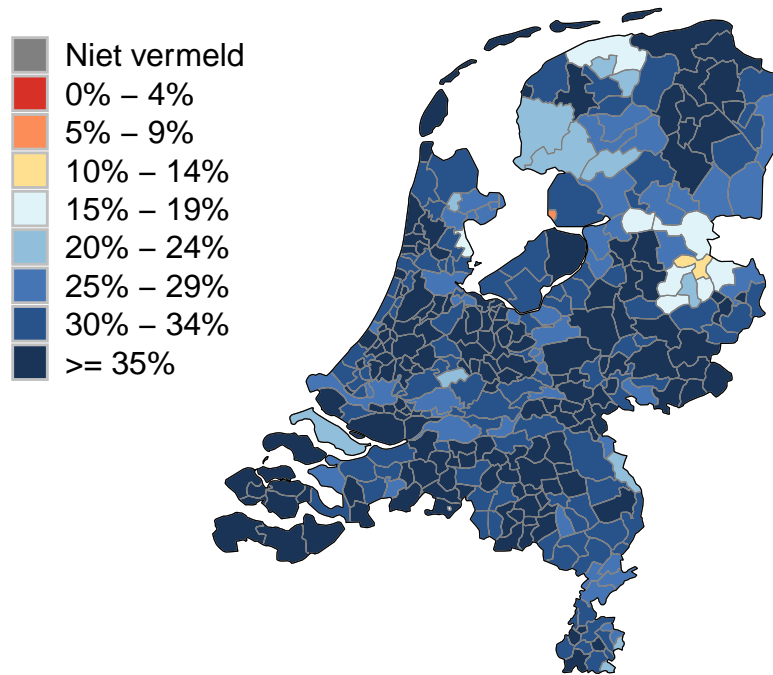 Niet vermeld
0% – 4%
5% – 9%
10% – 14%
15% – 19%
20% – 24%
25% – 29%
30% – 34%
>= 35%